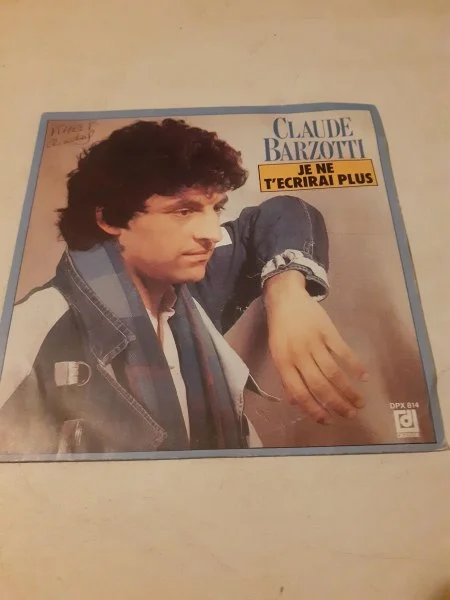 CLAUDE
BARZOTTI
JE NE
T'ECRIRAI PLUS
DPX 814